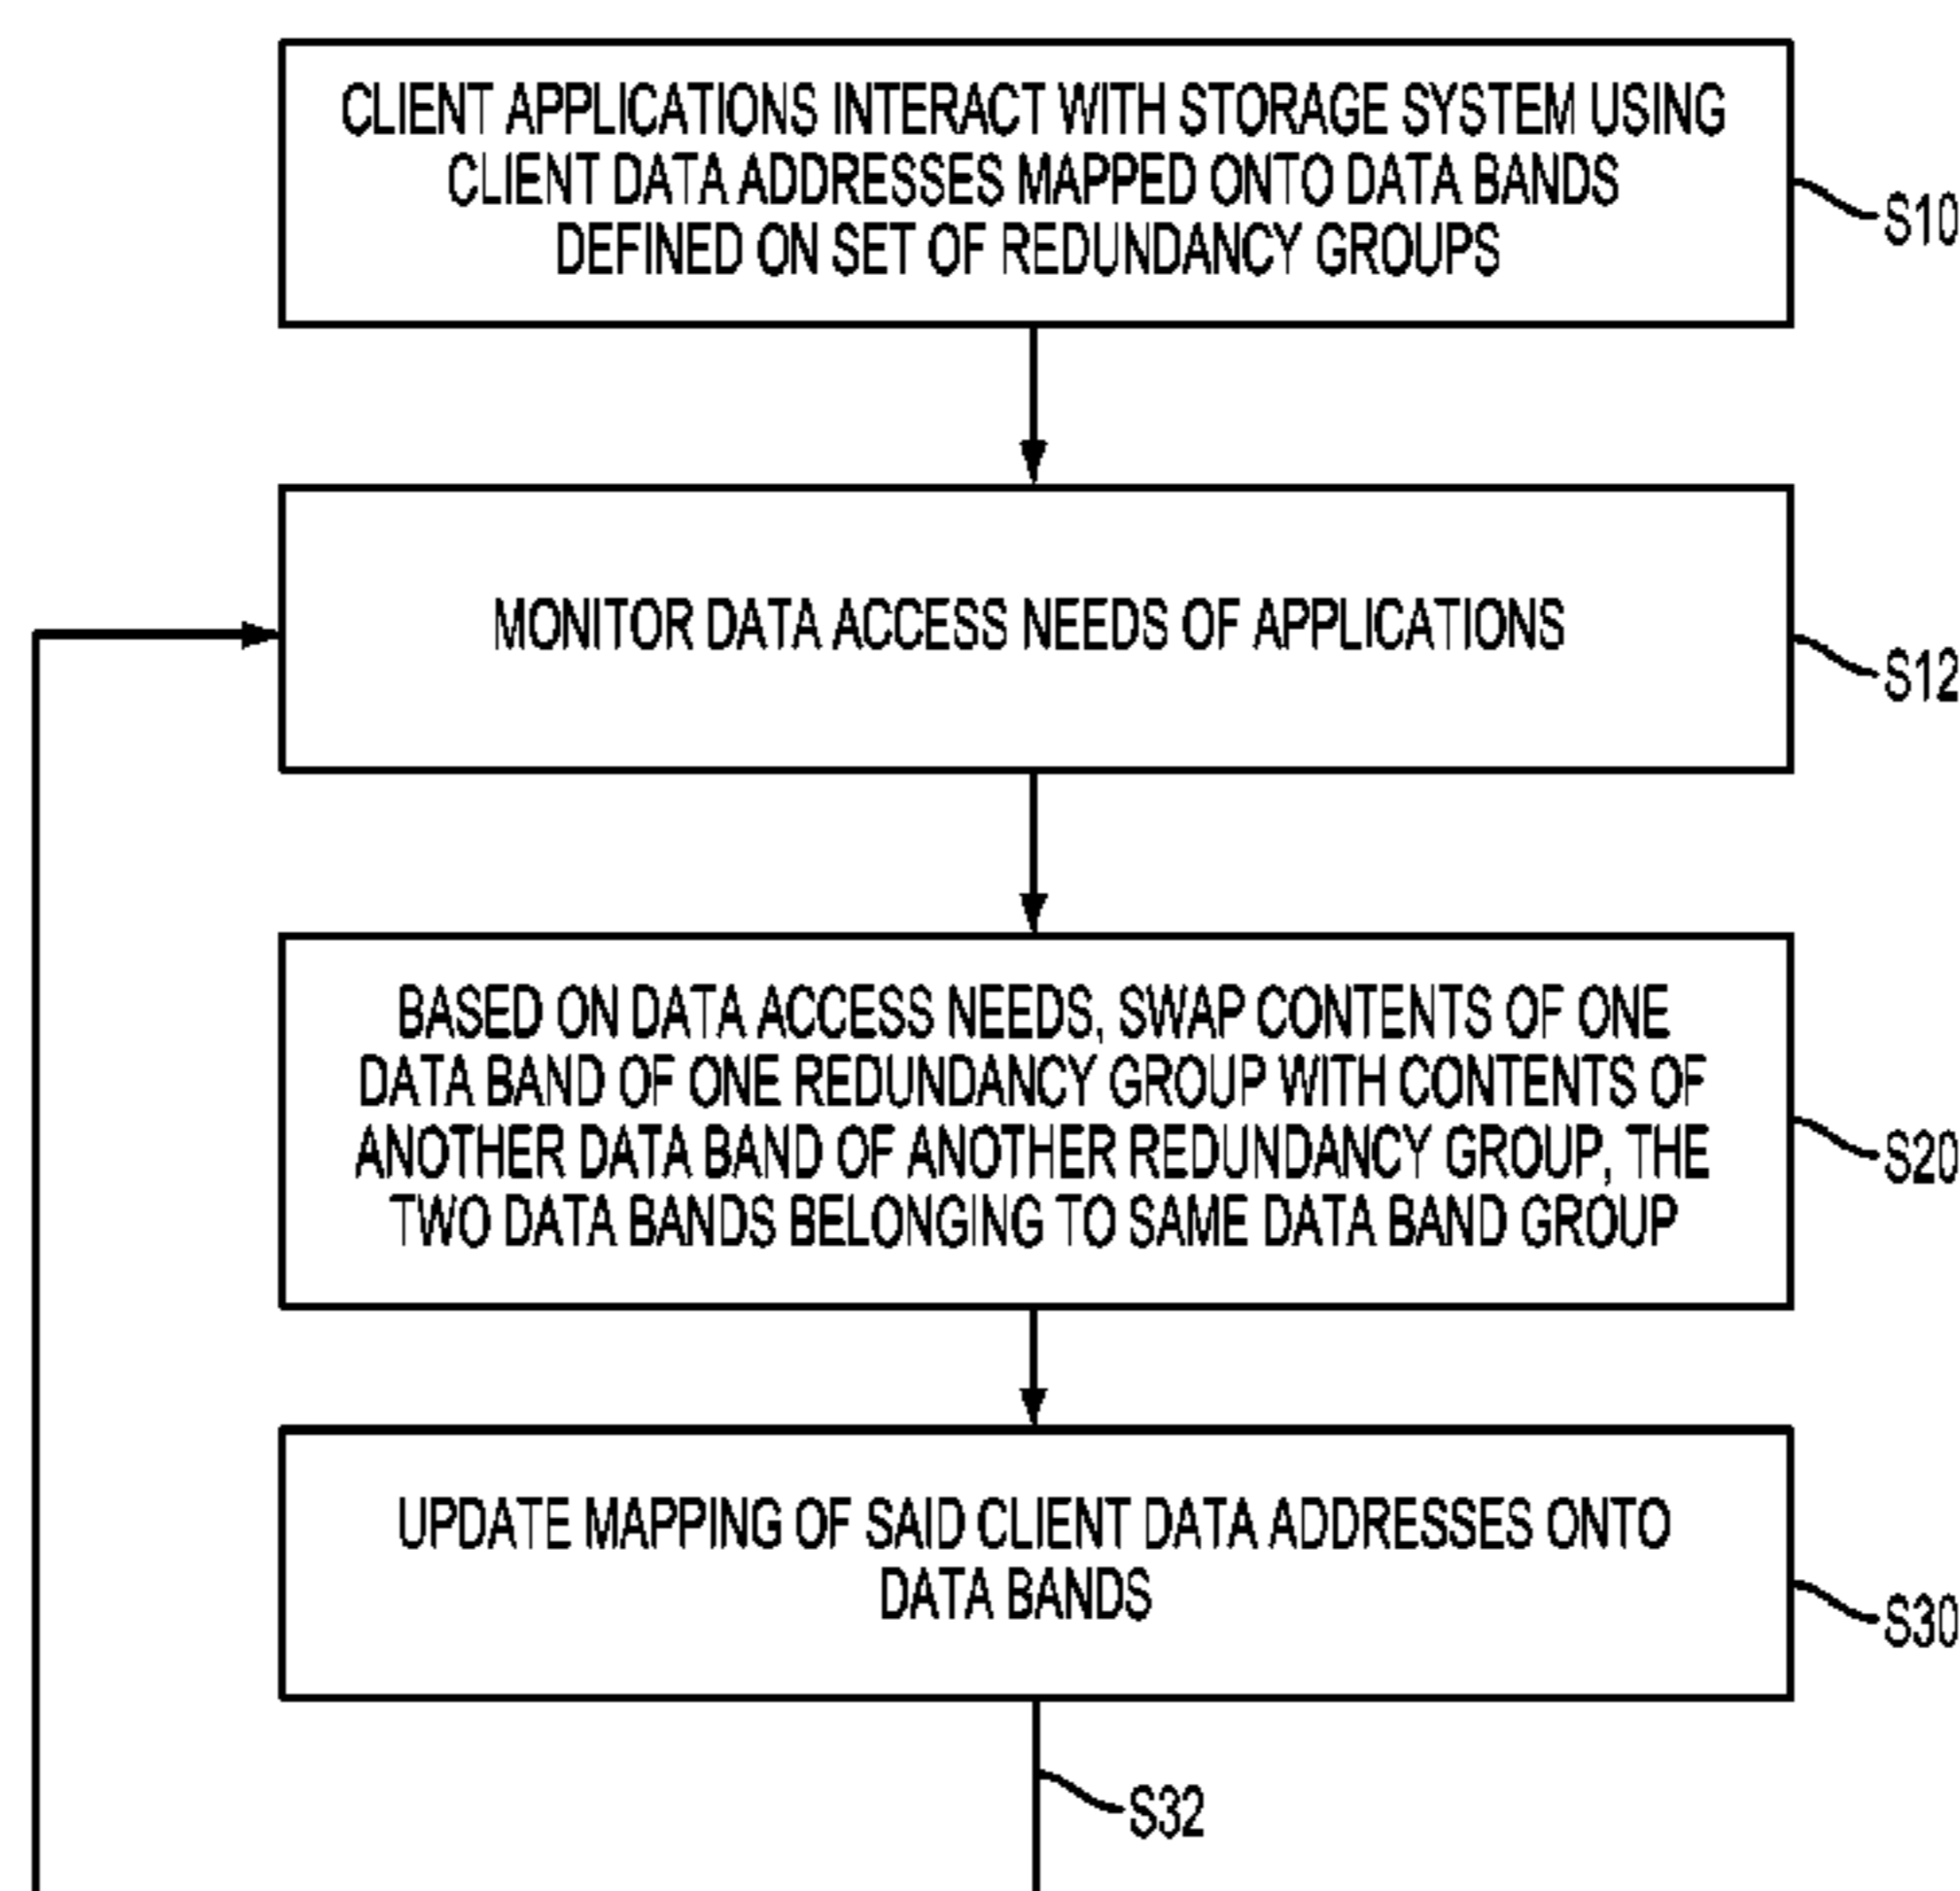 CLIENT APPLICATIONS INTERACT WITH STORAGE SYSTEM USING
CLIENT DATA ADDRESSES MAPPED ONTO DATA BANDS
DEFINED ON SET OF REDUNDANCY GROUPS
S10
MONITOR DATA ACCESS NEEDS OF APPLICATIONS
S12
BASED ON DATA ACCESS NEEDS, SWAP CONTENTS OF ONE
DATA BAND OF ONE REDUNDANCY GROUP WITH CONTENTS OF
ANOTHER DATA BAND OF ANOTHER REDUNDANCY GROUP, THE
TWO DATA BANDS BELONGING TO SAME DATA BAND GROUP
S20
UPDATE MAPPING OF SAID CLIENT DATA ADDRESSES ONTO
DATA BANDS
S30
S32